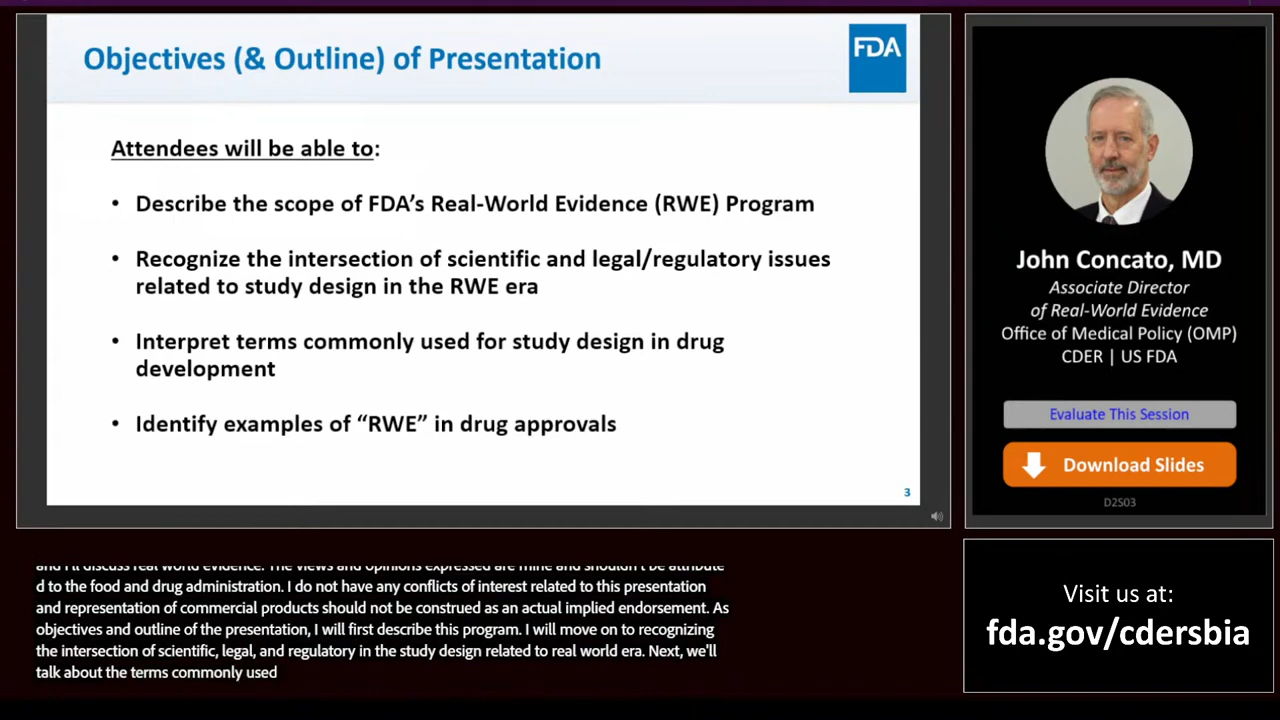 Objectives (& Outline) of Presentation
FDA
Attendees will be able to:
• Describe the scope of FDA's Real-World Evidence (RWE) Program
• Recognize the intersection of scientific and legal/regulatory issues
related to study design in the RWE era
• Interpret terms commonly used for study design in drug
development
• Identify examples of “RWE” in drug approvals
3
John Concato, MD
Associate Director
of Real-World Evidence
Office of Medical Policy (OMP)
CDER | US FDA
Evaluate This Session
Download Slides
D2S03
and I'll discuss real world evidence. The views and opinions expressed are mine and shouldn't be attribute
d to the food and drug administration. I do not have any conflicts of interest related to this presentation
and representation of commercial products should not be construed as an actual implied endorsement. As
objectives and outline of the presentation, I will first describe this program. I will move on to recognizing
the intersection of scientific, legal, and regulatory in the study design related to real world era. Next, we'll
talk about the terms commonly used
Visit us at:
fda.gov/cdersbia